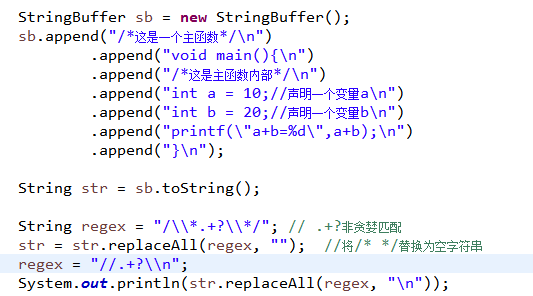 StringBuffer sb = new StringBuffer();
sb.append("/*这是一个主函数*/\n")
.append("void main(){\n")
.append("/*这是主函数内部*/\n")
.append("int a = 10;//声明一个变量a\n")
.append("int b = 20;//声明一个变量b\n")
.append("printf(\"a+b=%d\",a+b);\n")
.append("}\n");
String str = sb.toString();
String regex = "/\\*.+?\\*/"; // .+?非贪婪匹配
str = str.replaceAll(regex, ""); //将/* */替换为空字符串
regex = "//.+?\\n";
System.out.println(str.replaceAll(regex, "\n"));